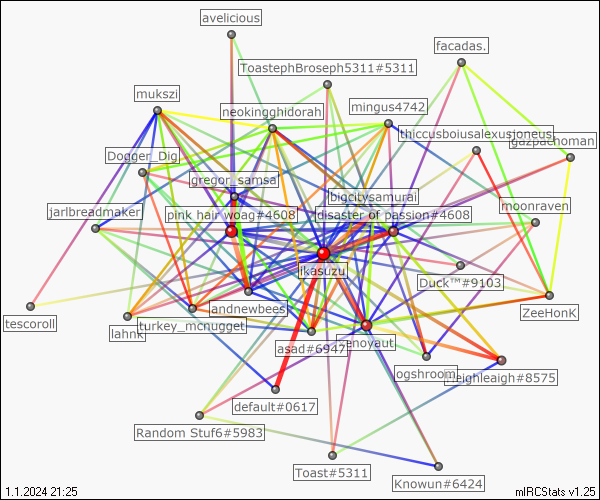 avelicious
facadas.
ToastephBroseph5311#5311
mukszi
neokingghidorah
mingus4742
thiccusboiusalexusjoneus
gazpachoman
Dogger_Dig
gregor_samsa
bigcitysamurai
jarlbreadmaker
pink hair woag#4608
disaster of passion#4608
moonraven
ikasuzu
Duck™#9103
andnewbees
ZeeHonK
tescoroll
lahnk
turkey_mcnugget
asad#6947
enoyaut
ogshroom
default#0617
Random Stuf6#5983
Toast#5311
Knowun#6424
1.1.2024 21:25
mIRCStats v1.25